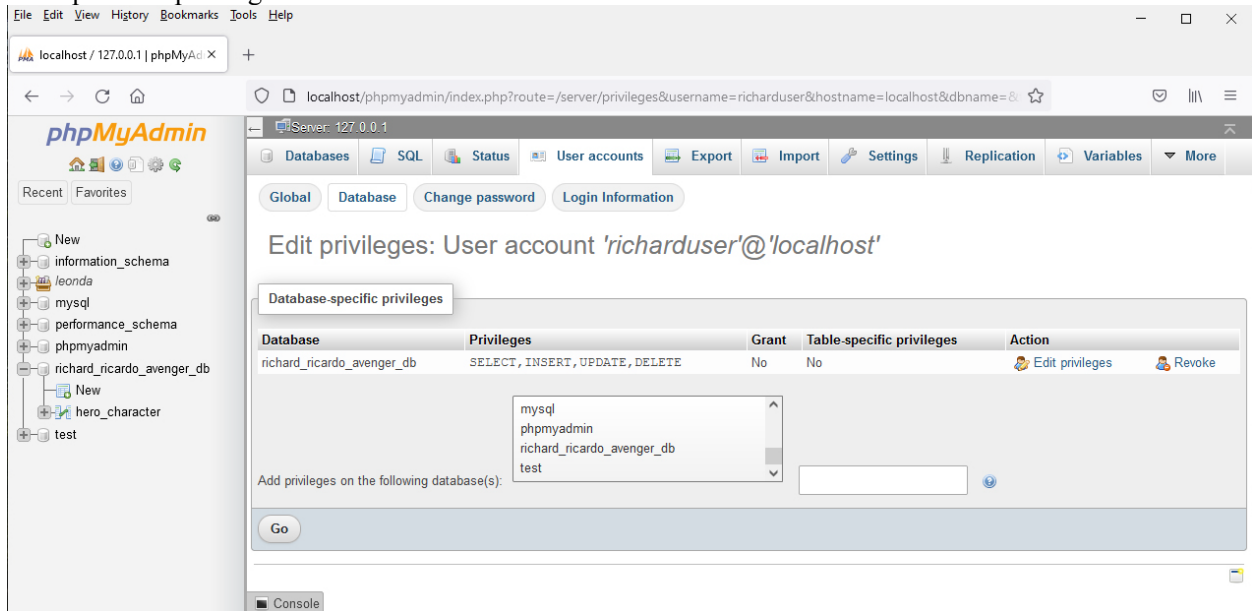 File Edit View History Bookmarks Tools Help
localhost / 127.0.0.1 | phpMyAd
localhost/phpmyadmin/index.php?route=/server/privileges&username=richarduser&hostname=localhost&dbname=&
phpMyAdmin
Recent Favorites
New
information_schema
leonda
mysql
performance_schema
phpmyadmin
richard_ricardo_avenger_db
New
hero_character
test
Server: 127.0.0.1
Databases SQL Status User accounts Export Import Settings Replication Variables More
Global Database Change password Login Information
Edit privileges: User account 'richarduser'@'localhost'
Database-specific privileges
Database Privileges Grant Table-specific privileges Action
richard_ricardo_avenger_db SELECT, INSERT, UPDATE, DELETE No No Edit privileges Revoke
mysql
phpmyadmin
richard_ricardo_avenger_db
test
Add privileges on the following database(s):
Go
Console